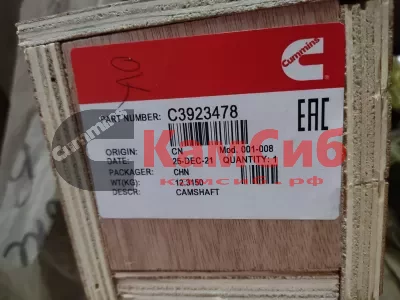 Cummins
PART NUMBER: C3923478
ORIGIN: CN Mod. 001-008
DATE: 25-DEC-21 QUANTITY: 1
PACKAGER: CHN
WT(KG): 12.3150
DESCR: CAMSHAFT
EAC
Cummins
КамСиб
камсиб.рф